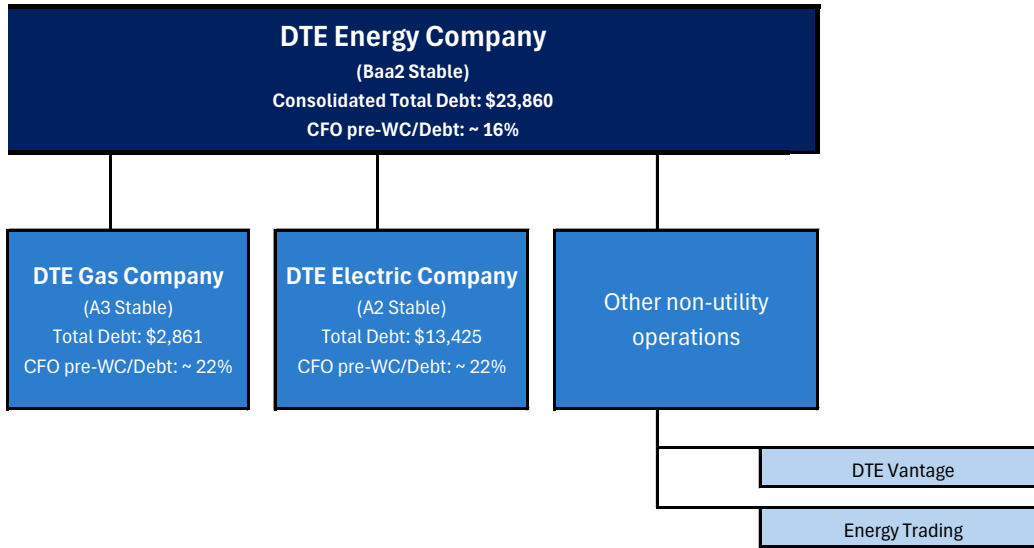 DTE Energy Company
(Baa2 Stable)
Consolidated Total Debt: $23,860
CFO pre-WC/Debt: ~ 16%
DTE Gas Company
(A3 Stable)
Total Debt: $2,861
CFO pre-WC/Debt: ~ 22%
DTE Electric Company
(A2 Stable)
Total Debt: $13,425
CFO pre-WC/Debt: ~ 22%
Other non-utility
operations
DTE Vantage
Energy Trading